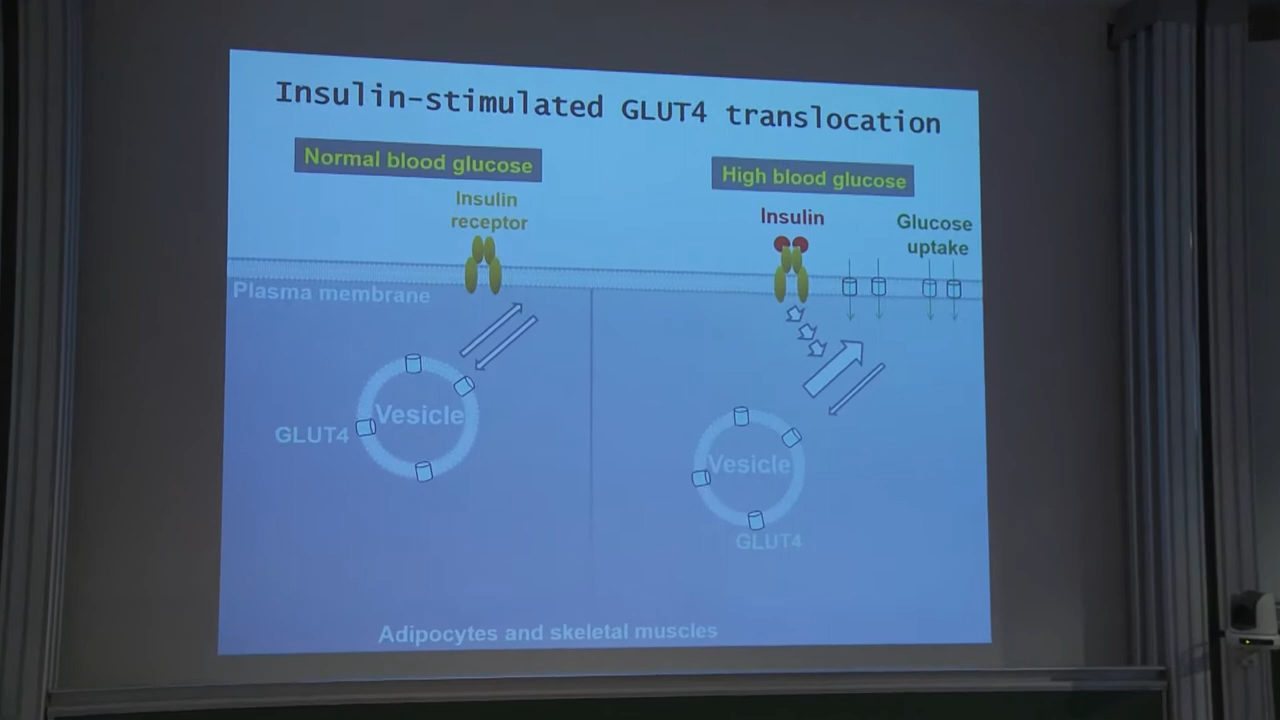 Insulin-stimulated GLUT4 translocation
Normal blood glucose
Insulin
receptor
Plasma membrane
Vesicle
GLUT4
High blood glucose
Insulin
Glucose
uptake
Vesicle
GLUT4
Adipocytes and skeletal muscles